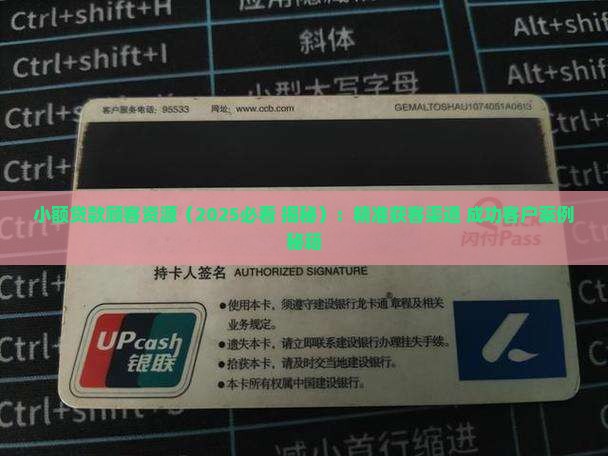 Ctrl+shift+H
斜体
Alt+shif
Ctrl+shift+
小型大写字母
Alt+shif
Ctrl+s
客户服务电话：95533 网址：www.ccb.com GEMALTOSHAU1074051A0613
小额贷款顾客资源（2025必看 揭秘）：精准获客渠道 成功客户案例
秘籍
Quick
闪付Pass
持卡人签名 AUTHORIZED SIGNATURE
●使用本卡，须遵守建设银行龙卡通®章程及相关
业务规定。
●遗失本卡，请立即联系建设银行办理挂失手续。
●拾获本卡，请及时交当地建设银行。
●本卡所有权属中国建设银行。
UPcash
银联
Ctrl+
Ctrl+
Ctrl+
减小首行缩进